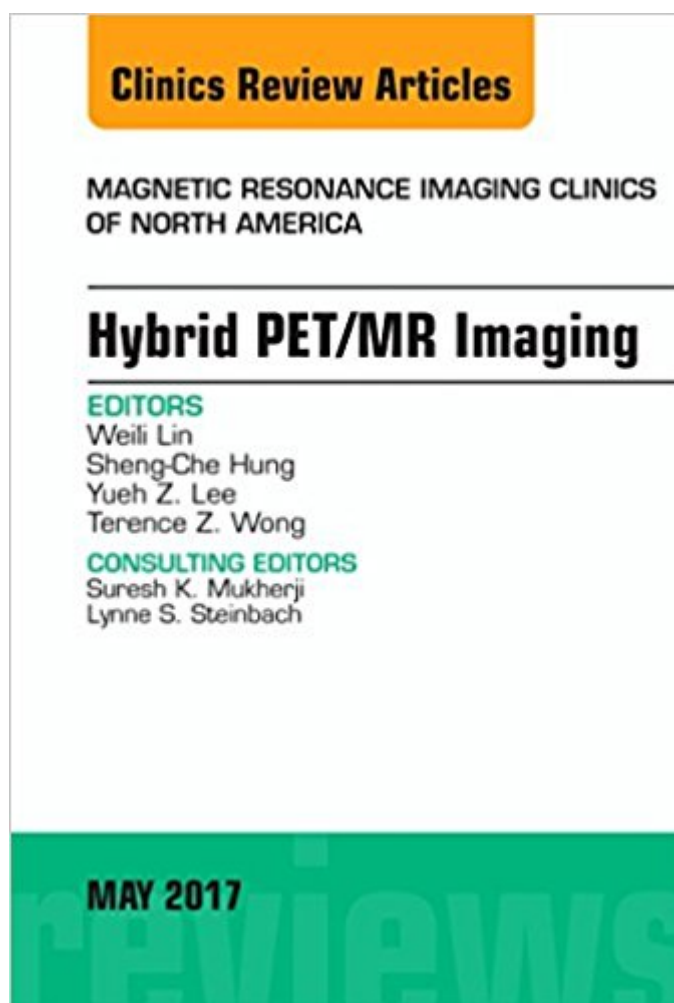 Clinics Review Articles
MAGNETIC RESONANCE IMAGING CLINICS
OF NORTH AMERICA
Hybrid PET/MR Imaging
EDITORS
Weili Lin
Sheng-Che Hung
Yueh Z. Lee
Terence Z. Wong
CONSULTING EDITORS
Suresh K. Mukherji
Lynne S. Steinbach
MAY 2017
reviews